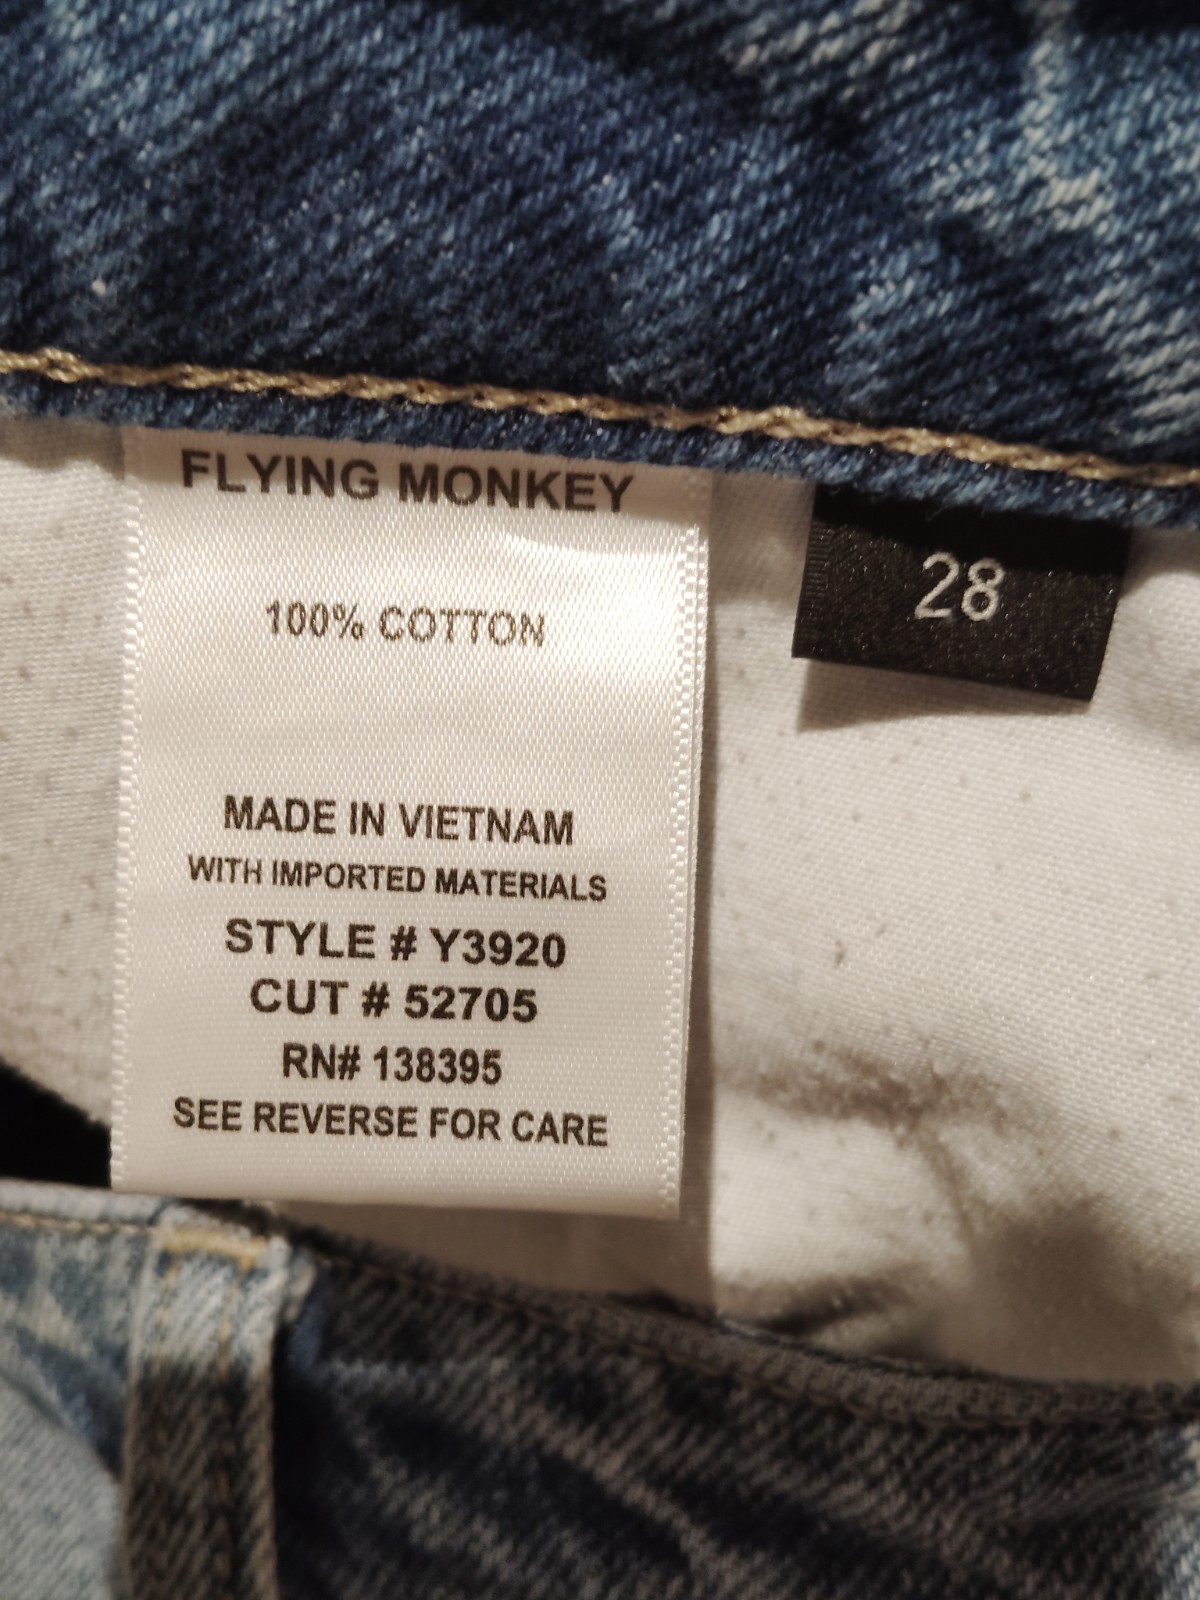 FLYING MONKEY
100% COTTON
28
MADE IN VIETNAM
WITH IMPORTED MATERIALS
STYLE # Y3920
CUT # 52705
RN# 138395
SEE REVERSE FOR CARE